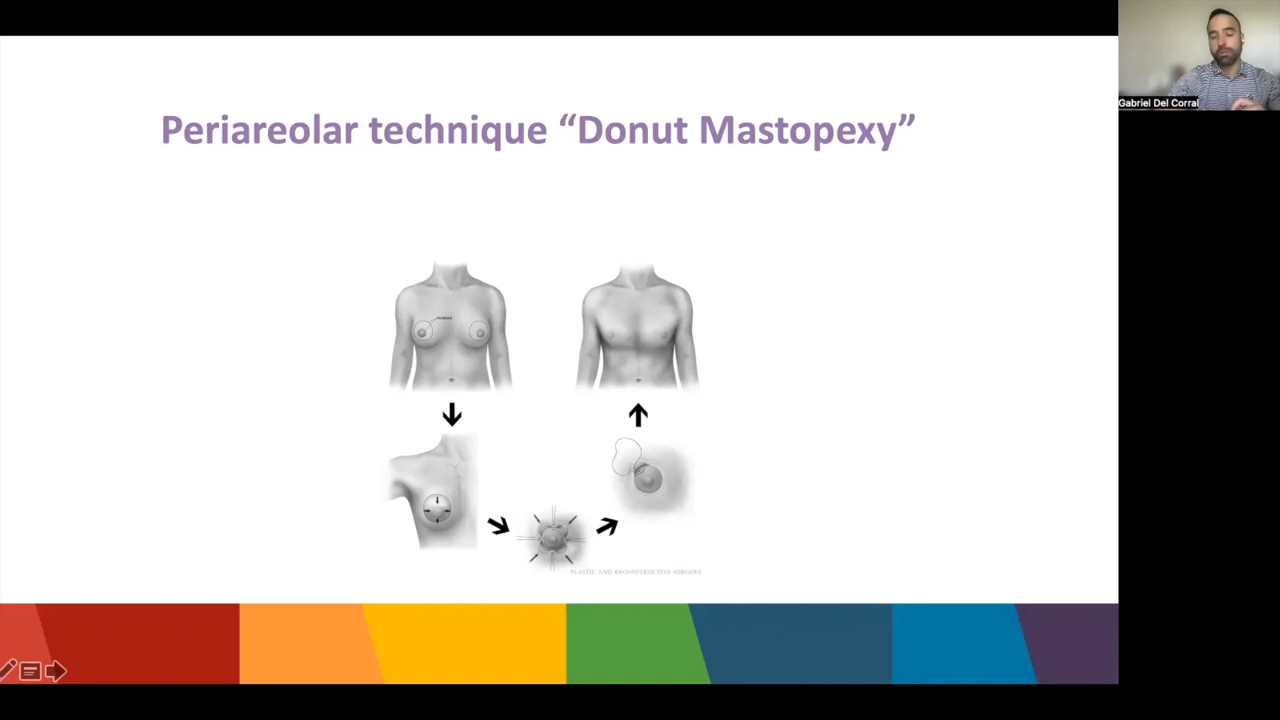 Gabriel Del Corral
Periareolar technique “Donut Mastopexy”
PLASTIC AND RECONSTRUCTIVE SURGERY